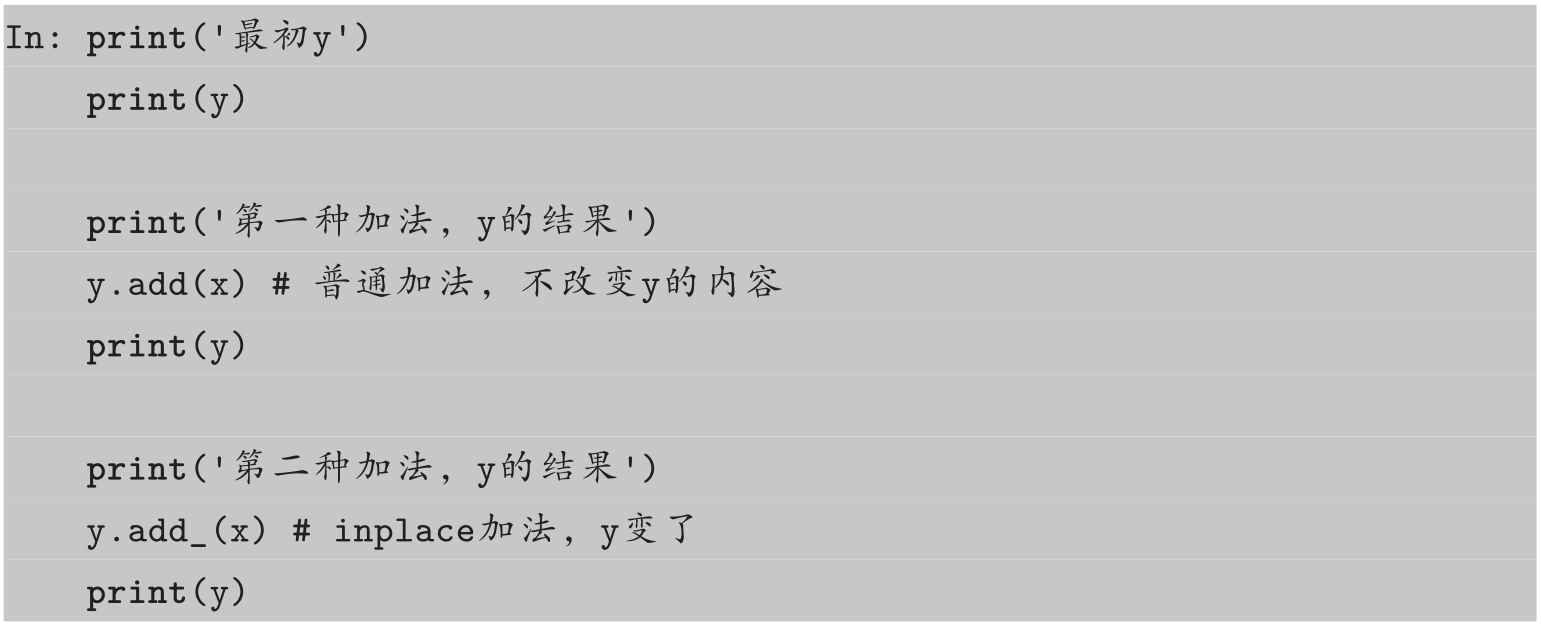 In: print('最初y')
print(y)
print('第一种加法, y的结果')
y.add(x) # 普通加法, 不改变y的内容
print(y)
print('第二种加法, y的结果')
y.add_(x) # inplace加法, y变了
print(y)